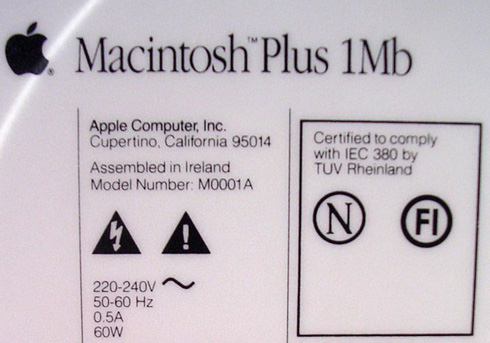 Macintosh™ Plus 1Mb
Apple Computer, Inc.
Cupertino, California 95014
Assembled in Ireland
Model Number: M0001A
220-240V ~
50-60 Hz
0.5A
60W
Certified to comply
with IEC 380 by
TUV Rheinland
N FI